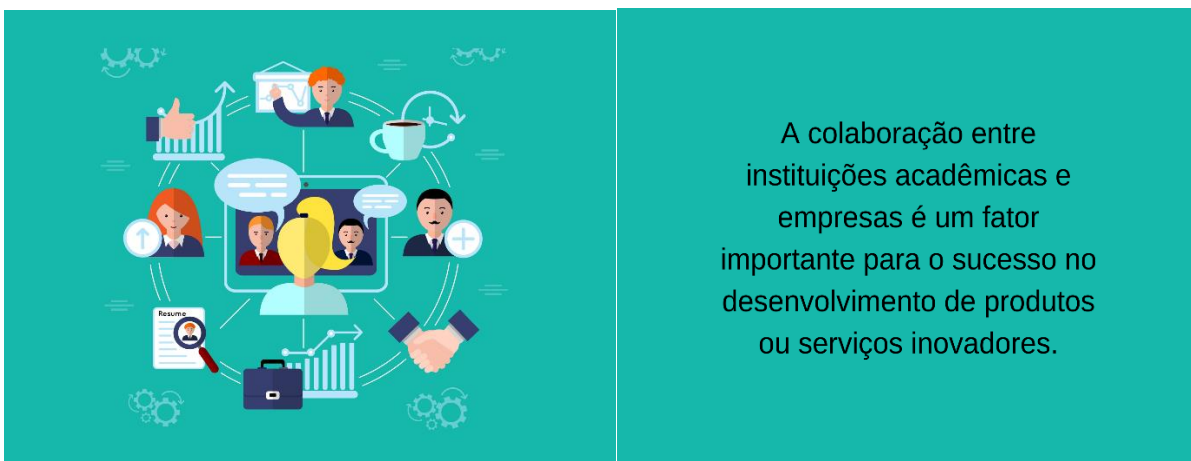 Resume
A colaboração entre
instituições acadêmicas e
empresas é um fator
importante para o sucesso no
desenvolvimento de produtos
ou serviços inovadores.